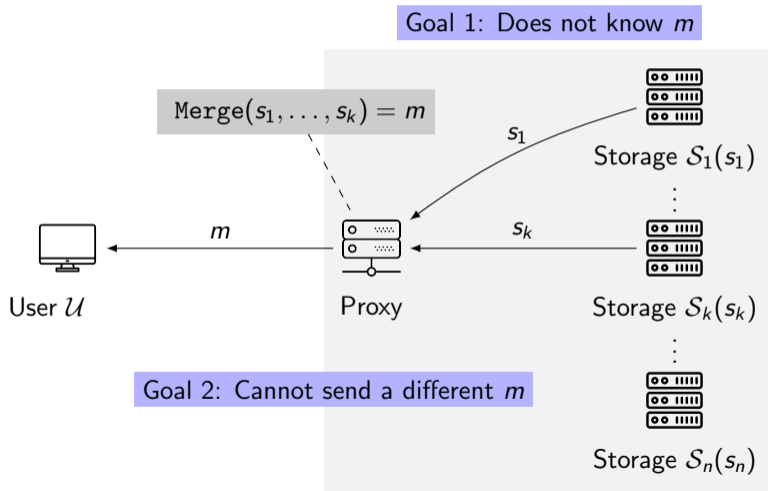 Goal 1: Does not know m
Merge(s₁, . . . , sₖ) = m
s₁
Storage 𝒮₁(s₁)
⋮
m
sₖ
User 𝒰
Proxy
Storage 𝒮ₖ(sₖ)
⋮
Goal 2: Cannot send a different m
Storage 𝒮ₙ(sₙ)